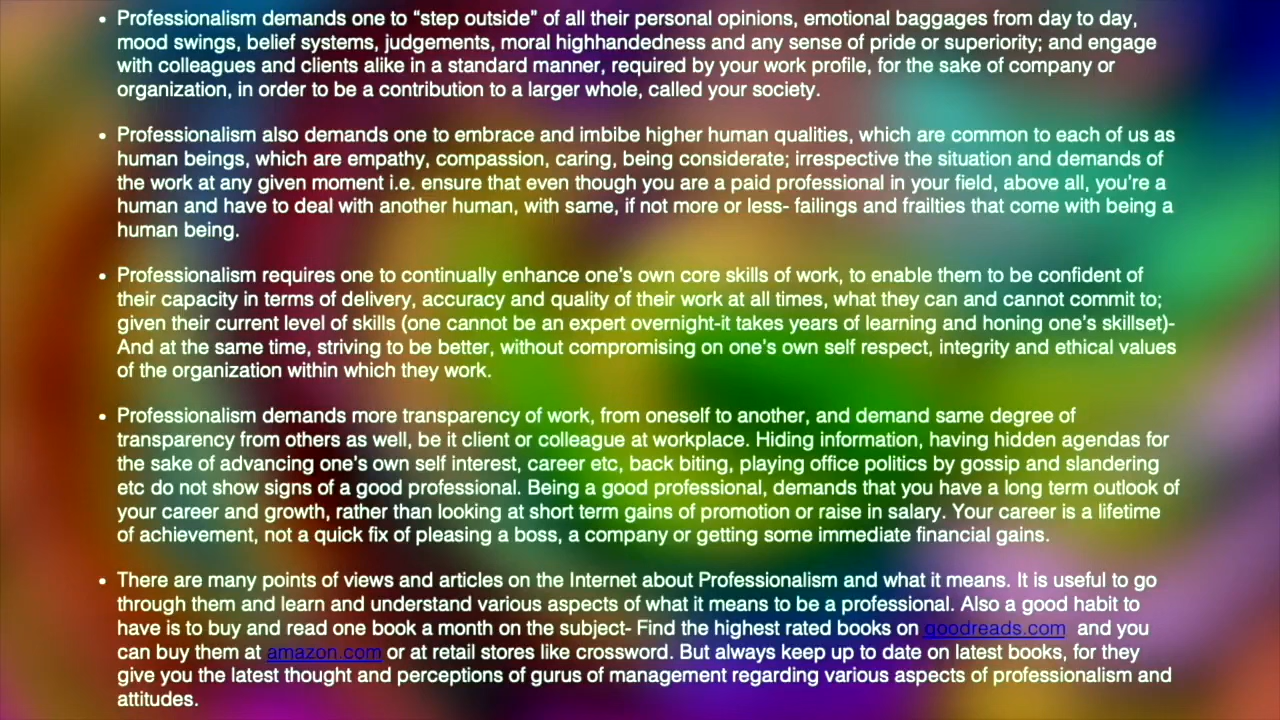 • Professionalism demands one to “step outside” of all their personal opinions, emotional baggages from day to day,
mood swings, belief systems, judgements, moral highhandedness and any sense of pride or superiority; and engage
with colleagues and clients alike in a standard manner, required by your work profile, for the sake of company or
organization, in order to be a contribution to a larger whole, called your society.
• Professionalism also demands one to embrace and imbibe higher human qualities, which are common to each of us as
human beings, which are empathy, compassion, caring, being considerate; irrespective the situation and demands of
the work at any given moment i.e. ensure that even though you are a paid professional in your field, above all, you’re a
human and have to deal with another human, with same, if not more or less- failings and frailties that come with being a
human being.
• Professionalism requires one to continually enhance one’s own core skills of work, to enable them to be confident of
their capacity in terms of delivery, accuracy and quality of their work at all times, what they can and cannot commit to;
given their current level of skills (one cannot be an expert overnight-it takes years of learning and honing one’s skillset)-
And at the same time, striving to be better, without compromising on one’s own self respect, integrity and ethical values
of the organization within which they work.
• Professionalism demands more transparency of work, from oneself to another, and demand same degree of
transparency from others as well, be it client or colleague at workplace. Hiding information, having hidden agendas for
the sake of advancing one’s own self interest, career etc, back biting, playing office politics by gossip and slandering
etc do not show signs of a good professional. Being a good professional, demands that you have a long term outlook of
your career and growth, rather than looking at short term gains of promotion or raise in salary. Your career is a lifetime
of achievement, not a quick fix of pleasing a boss, a company or getting some immediate financial gains.
• There are many points of views and articles on the Internet about Professionalism and what it means. It is useful to go
through them and learn and understand various aspects of what it means to be a professional. Also a good habit to
have is to buy and read one book a month on the subject- Find the highest rated books on goodreads.com and you
can buy them at amazon.com or at retail stores like crossword. But always keep up to date on latest books, for they
give you the latest thought and perceptions of gurus of management regarding various aspects of professionalism and
attitudes.